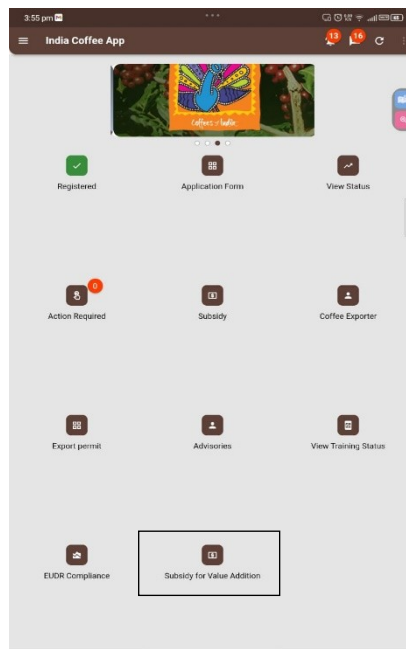 3:55 pm
India Coffee App
13
16
Coffees of India
Registered
Application Form
View Status
0
Action Required
Subsidy
Coffee Exporter
Export permit
Advisories
View Training Status
EUDR Compliance
Subsidy for Value Addition